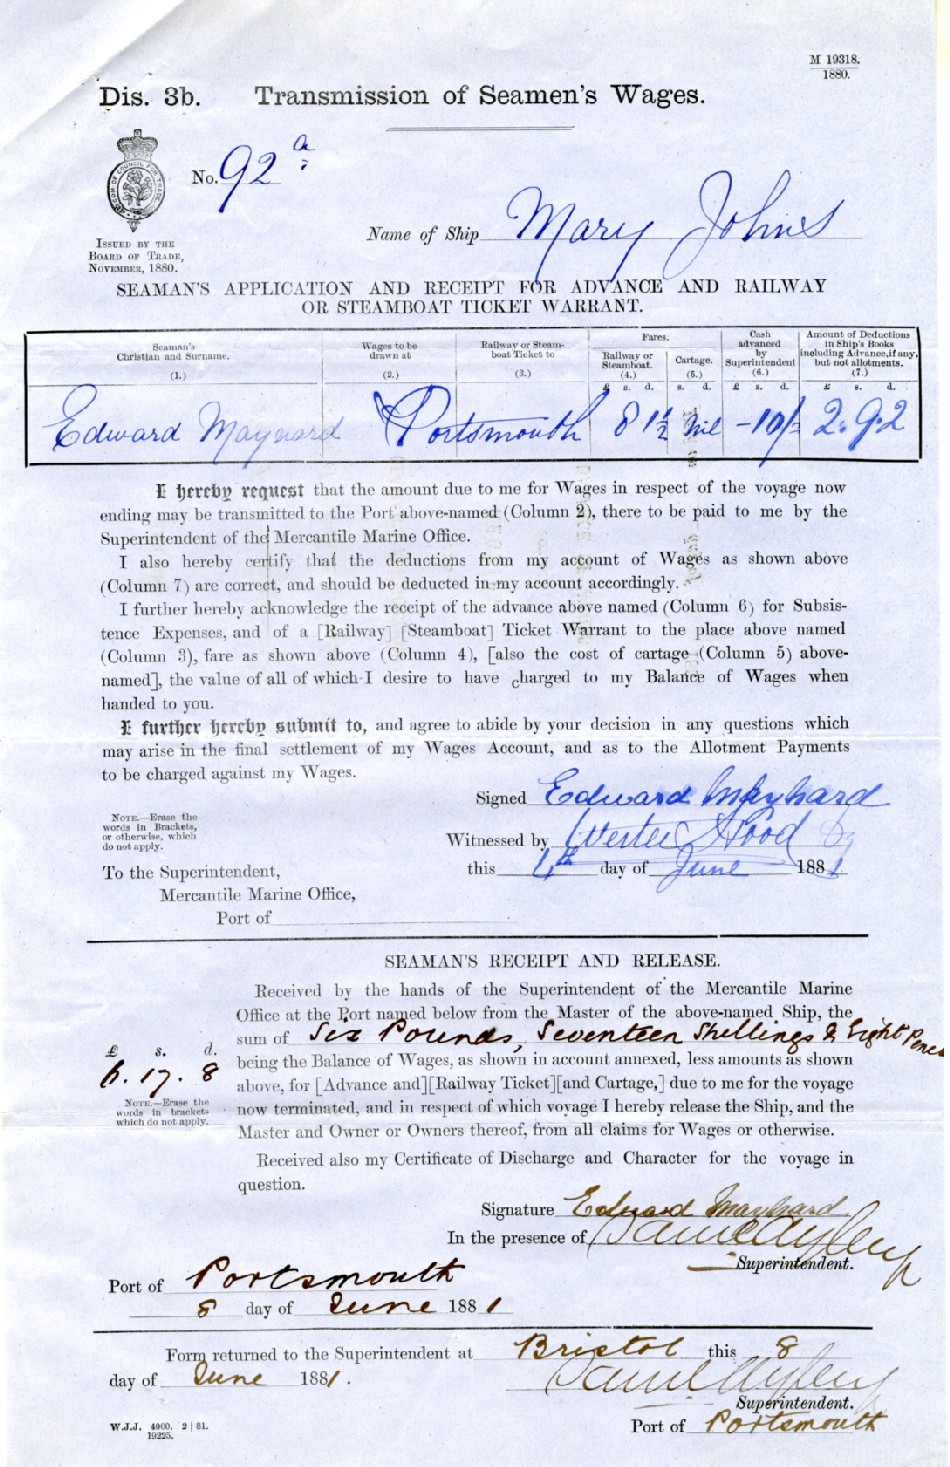 M 19318.
1880.
Dis. 3b. Transmission of Seamen's Wages.
No. 92 a
Name of Ship Mary Johns
ISSUED BY THE
BOARD OF TRADE,
NOVEMBER, 1880.
SEAMAN'S APPLICATION AND RECEIPT FOR ADVANCE AND RAILWAY
OR STEAMBOAT TICKET WARRANT.
Seaman's Christian and Surname. (1.)
Wages to be drawn at (2.)
Railway or Steamboat Ticket to (3.)
Fares.
Railway or Steamboat. (4.)
Cartage. (5.)
Cash advanced by Superintendent (6.)
Amount of Deductions in Ship's Books including Advance, if any, but not allotments. (7.)
£ s. d. s. d. £ s. d. £ s. d.
Edward Maynard Portsmouth 8 1½ Nil -10/- 2.9.2
I hereby request that the amount due to me for Wages in respect of the voyage now
ending may be transmitted to the Port above-named (Column 2), there to be paid to me by the
Superintendent of the Mercantile Marine Office.
I also hereby certify that the deductions from my account of Wages as shown above
(Column 7) are correct, and should be deducted in my account accordingly.
I further hereby acknowledge the receipt of the advance above named (Column 6) for Subsis-
tence Expenses, and of a [Railway] [Steamboat] Ticket Warrant to the place above named
(Column 3), fare as shown above (Column 4), [also the cost of cartage (Column 5) above-
named], the value of all of which I desire to have charged to my Balance of Wages when
handed to you.
I further hereby submit to, and agree to abide by your decision in any questions which
may arise in the final settlement of my Wages Account, and as to the Allotment Payments
to be charged against my Wages.
Signed Edward Maynard
NOTE.—Erase the
words in Brackets,
or otherwise, which
do not apply.
Witnessed by
this 4th day of June 1881
To the Superintendent,
Mercantile Marine Office,
Port of
SEAMAN'S RECEIPT AND RELEASE.
Received by the hands of the Superintendent of the Mercantile Marine
Office at the Port named below from the Master of the above-named Ship, the
sum of Six Pounds, Seventeen Shillings & Eight Pence
£ s. d.
6. 17. 8
being the Balance of Wages, as shown in account annexed, less amounts as shown
above, for [Advance and][Railway Ticket][and Cartage,] due to me for the voyage
now terminated, and in respect of which voyage I hereby release the Ship, and the
Master and Owner or Owners thereof, from all claims for Wages or otherwise.
NOTE.—Erase the
words in brackets
which do not apply.
Received also my Certificate of Discharge and Character for the voyage in
question.
Signature Edward Maynard
In the presence of
Superintendent.
Port of Portsmouth
8 day of June 1881
Form returned to the Superintendent at Bristol this 8
day of June 1881.
Superintendent.
W.J.J. 4000. 2 | 81.
19225.
Port of Portsmouth